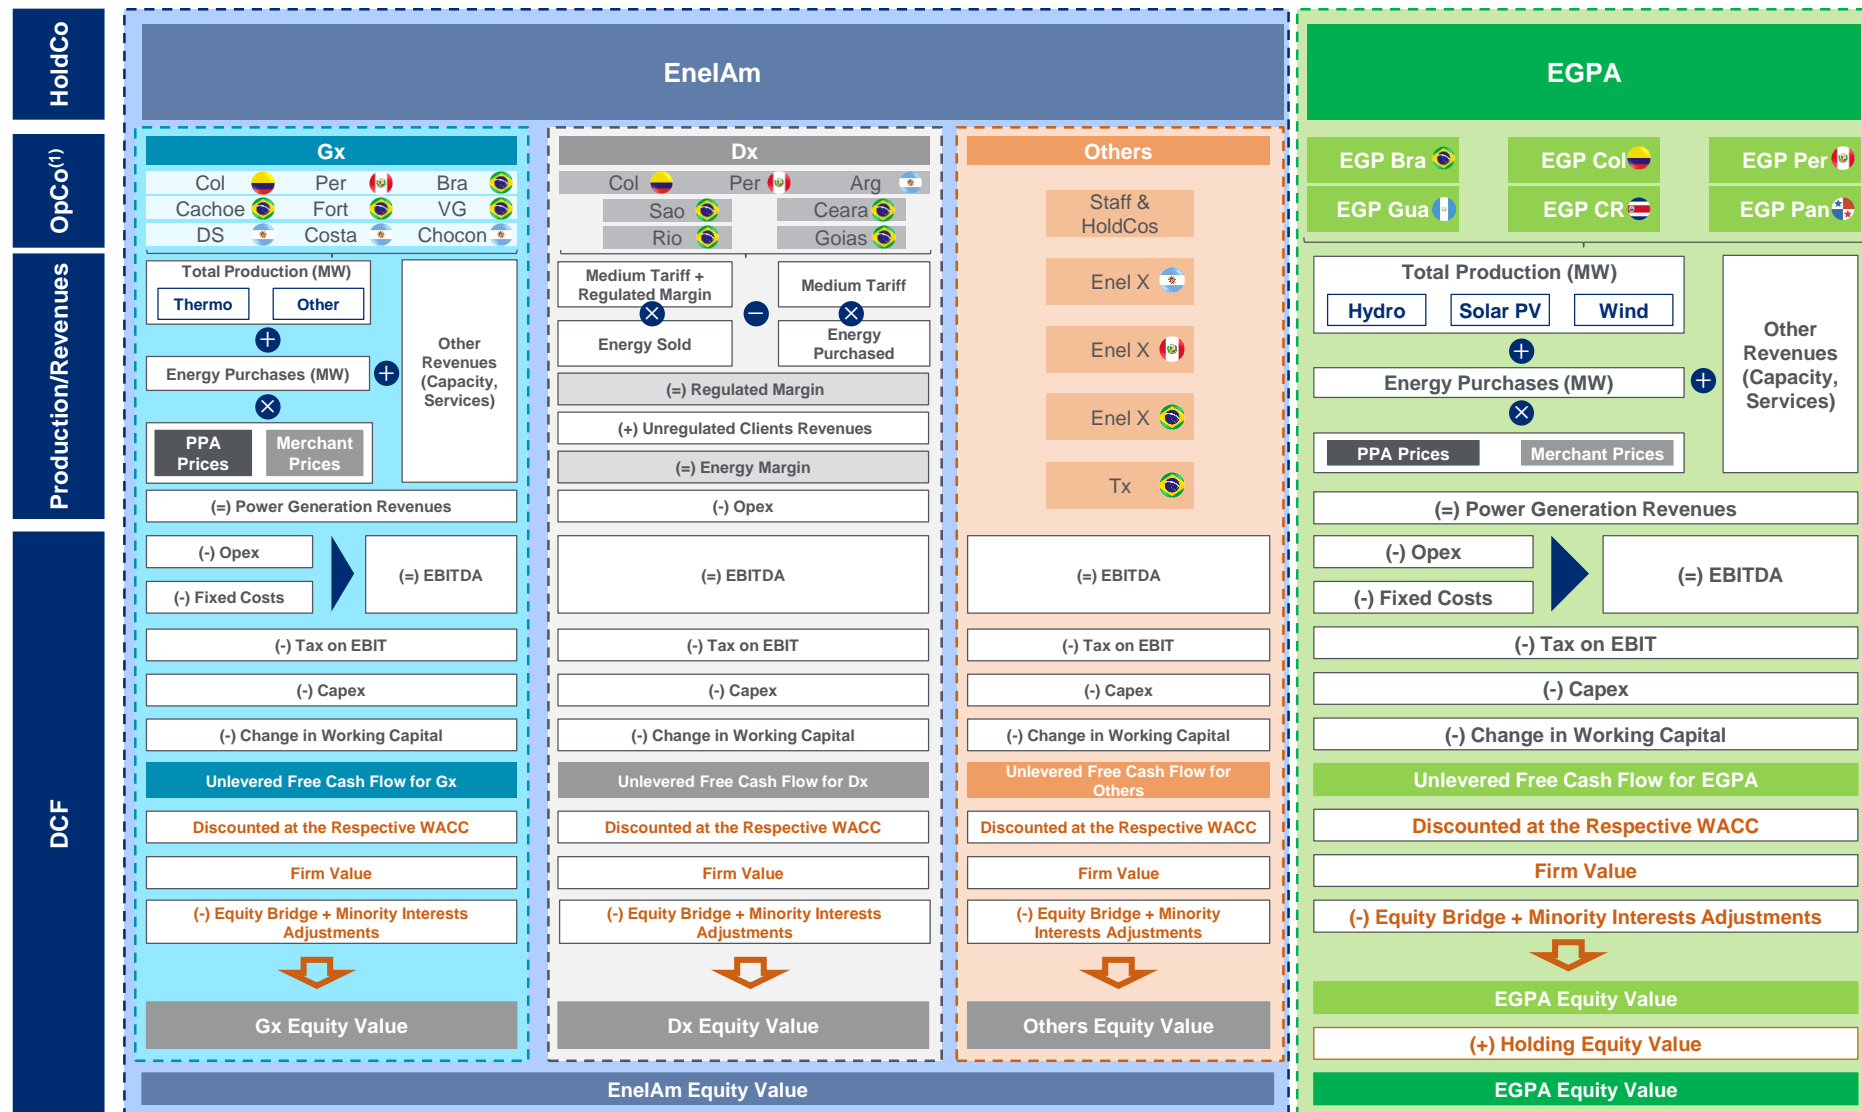 HoldCo
EnelAm
EGPA
OpCo(1)
Gx
Col
Per
Bra
Cachoe
Fort
VG
DS
Costa
Chocon
Dx
Col
Per
Arg
Sao
Ceara
Rio
Goias
Others
Staff &
HoldCos
Enel X
Enel X
Enel X
Tx
EGP Bra
EGP Col
EGP Per
EGP Gua
EGP CR
EGP Pan
Production/Revenues
Total Production (MW)
Thermo
Other
Energy Purchases (MW)
PPA
Prices
Merchant
Prices
Other
Revenues
(Capacity,
Services)
(=) Power Generation Revenues
Medium Tariff +
Regulated Margin
Medium Tariff
Energy Sold
Energy
Purchased
(=) Regulated Margin
(+) Unregulated Clients Revenues
(=) Energy Margin
(-) Opex
Total Production (MW)
Hydro
Solar PV
Wind
Energy Purchases (MW)
PPA Prices
Merchant Prices
Other
Revenues
(Capacity,
Services)
(=) Power Generation Revenues
DCF
(-) Opex
(-) Fixed Costs
(=) EBITDA
(-) Tax on EBIT
(-) Capex
(-) Change in Working Capital
Unlevered Free Cash Flow for Gx
Discounted at the Respective WACC
Firm Value
(-) Equity Bridge + Minority Interests
Adjustments
Gx Equity Value
(=) EBITDA
(-) Tax on EBIT
(-) Capex
(-) Change in Working Capital
Unlevered Free Cash Flow for Dx
Discounted at the Respective WACC
Firm Value
(-) Equity Bridge + Minority Interests
Adjustments
Dx Equity Value
(=) EBITDA
(-) Tax on EBIT
(-) Capex
(-) Change in Working Capital
Unlevered Free Cash Flow for
Others
Discounted at the Respective WACC
Firm Value
(-) Equity Bridge + Minority
Interests Adjustments
Others Equity Value
EnelAm Equity Value
(-) Opex
(-) Fixed Costs
(=) EBITDA
(-) Tax on EBIT
(-) Capex
(-) Change in Working Capital
Unlevered Free Cash Flow for EGPA
Discounted at the Respective WACC
Firm Value
(-) Equity Bridge + Minority Interests Adjustments
EGPA Equity Value
(+) Holding Equity Value
EGPA Equity Value